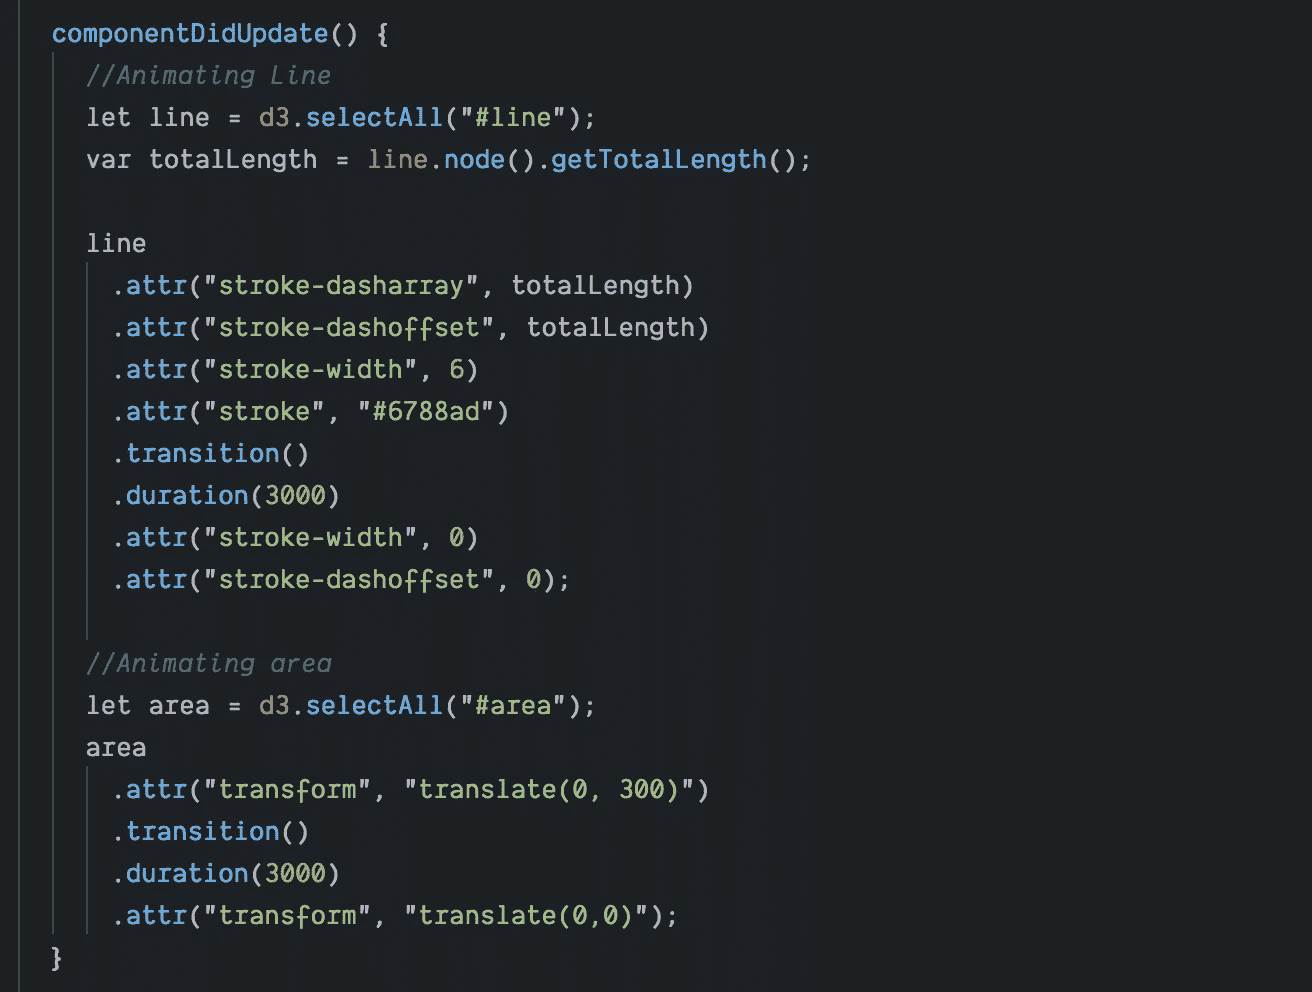 componentDidUpdate() {
//Animating Line
let line = d3.selectAll("#line");
var totalLength = line.node().getTotalLength();
line
.attr("stroke-dasharray", totalLength)
.attr("stroke-dashoffset", totalLength)
.attr("stroke-width", 6)
.attr("stroke", "#6788ad")
.transition()
.duration(3000)
.attr("stroke-width", 0)
.attr("stroke-dashoffset", 0);
//Animating area
let area = d3.selectAll("#area");
area
.attr("transform", "translate(0, 300)")
.transition()
.duration(3000)
.attr("transform", "translate(0,0)");
}